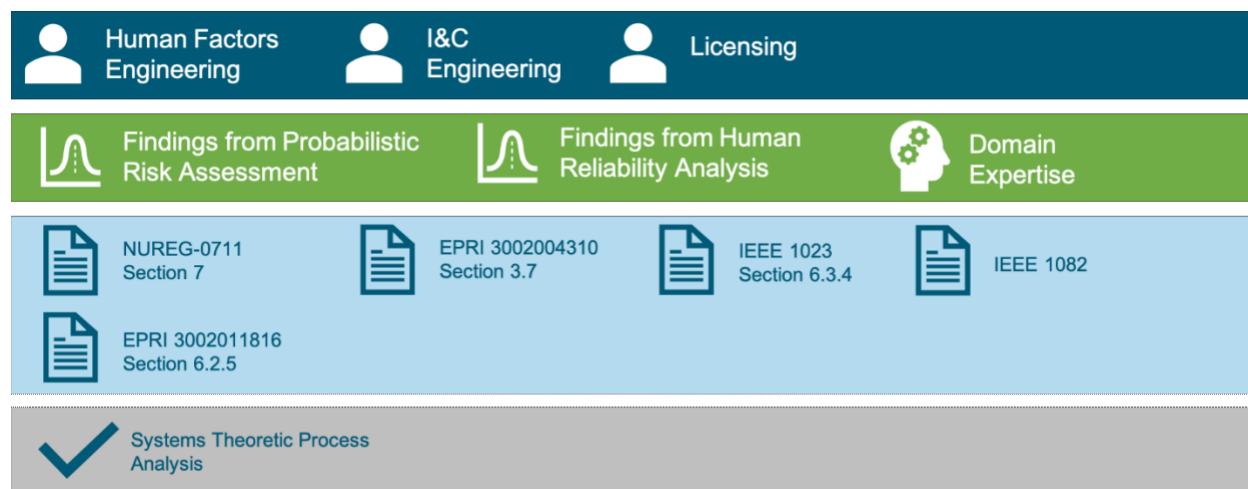 Human Factors
Engineering
I&C
Engineering
Licensing
Findings from Probabilistic
Risk Assessment
Findings from Human
Reliability Analysis
Domain
Expertise
NUREG-0711
Section 7
EPRI 3002004310
Section 3.7
IEEE 1023
Section 6.3.4
IEEE 1082
EPRI 3002011816
Section 6.2.5
Systems Theoretic Process
Analysis